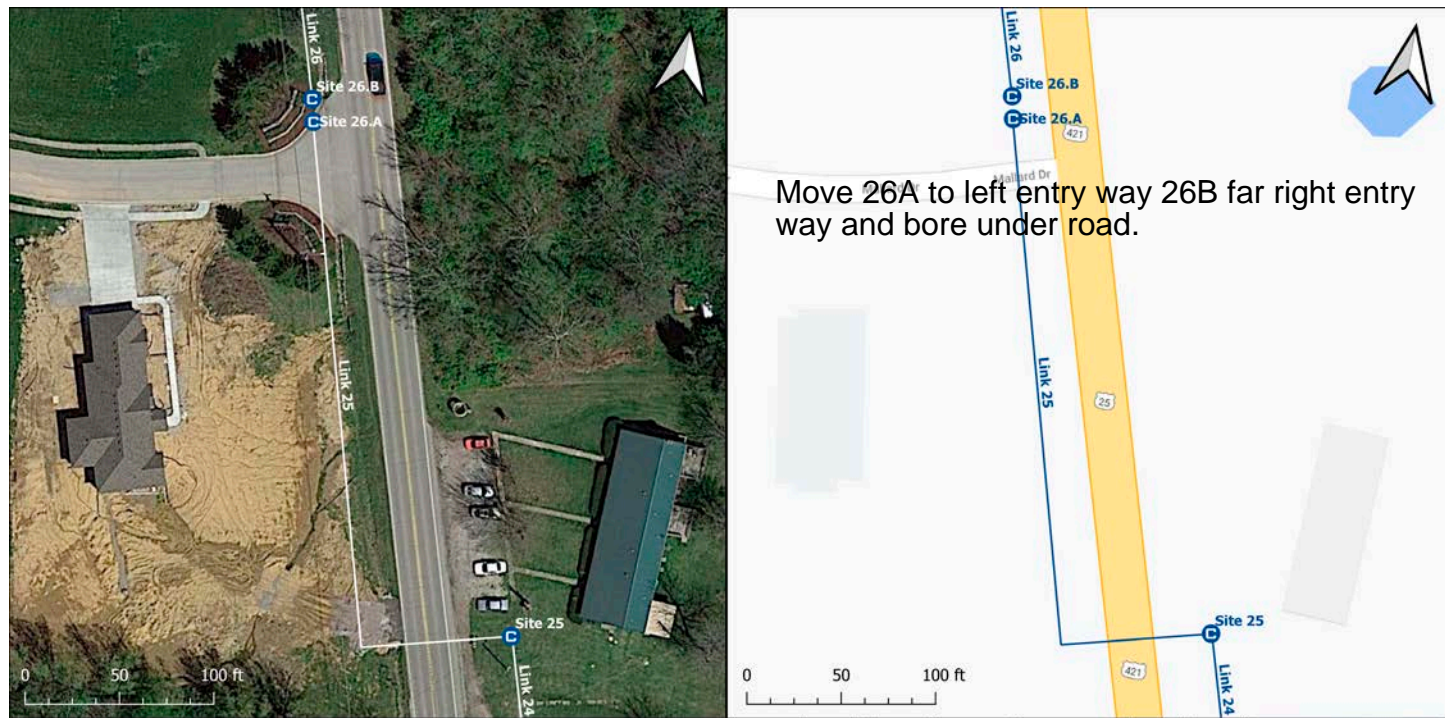 Link 26
Site 26.B
Site 26.A
Link 25
Site 25
Link 24
0 50 100 ft
Link 26
Site 26.B
Site 26.A
421
Mallard Dr
Mallard Dr
Move 26A to left entry way 26B far right entry
way and bore under road.
Link 25
25
Site 25
421
Link 24
0 50 100 ft